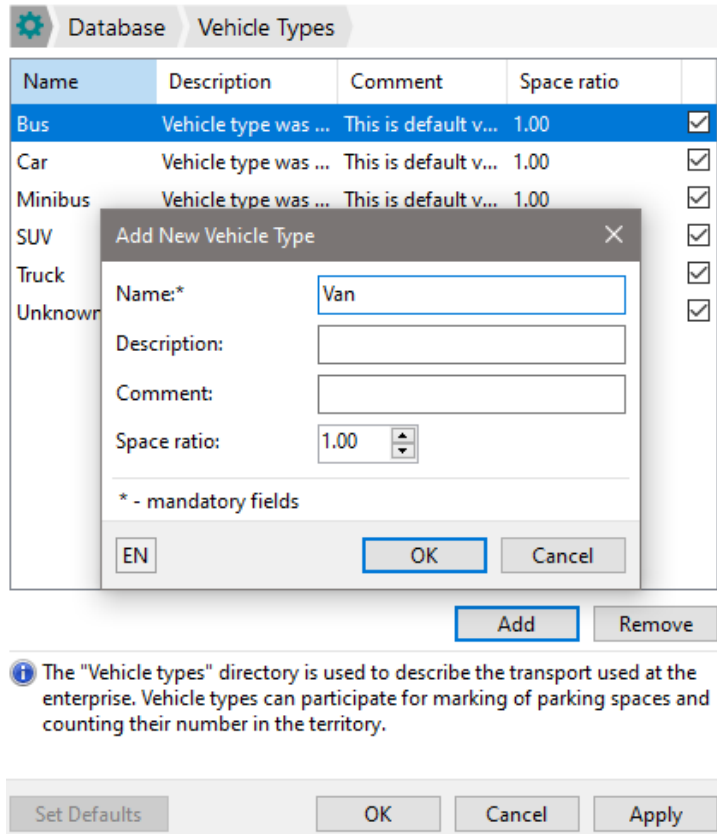 Database Vehicle Types
Name Description Comment Space ratio
Bus Vehicle type was ... This is default v... 1.00
Car Vehicle type was ... This is default v... 1.00
Minibus Vehicle type was ... This is default v... 1.00
SUV
Truck
Unknown
Add New Vehicle Type
Name:* Van
Description:
Comment:
Space ratio: 1.00
* - mandatory fields
EN OK Cancel
Add Remove
The "Vehicle types" directory is used to describe the transport used at the
enterprise. Vehicle types can participate for marking of parking spaces and
counting their number in the territory.
Set Defaults OK Cancel Apply